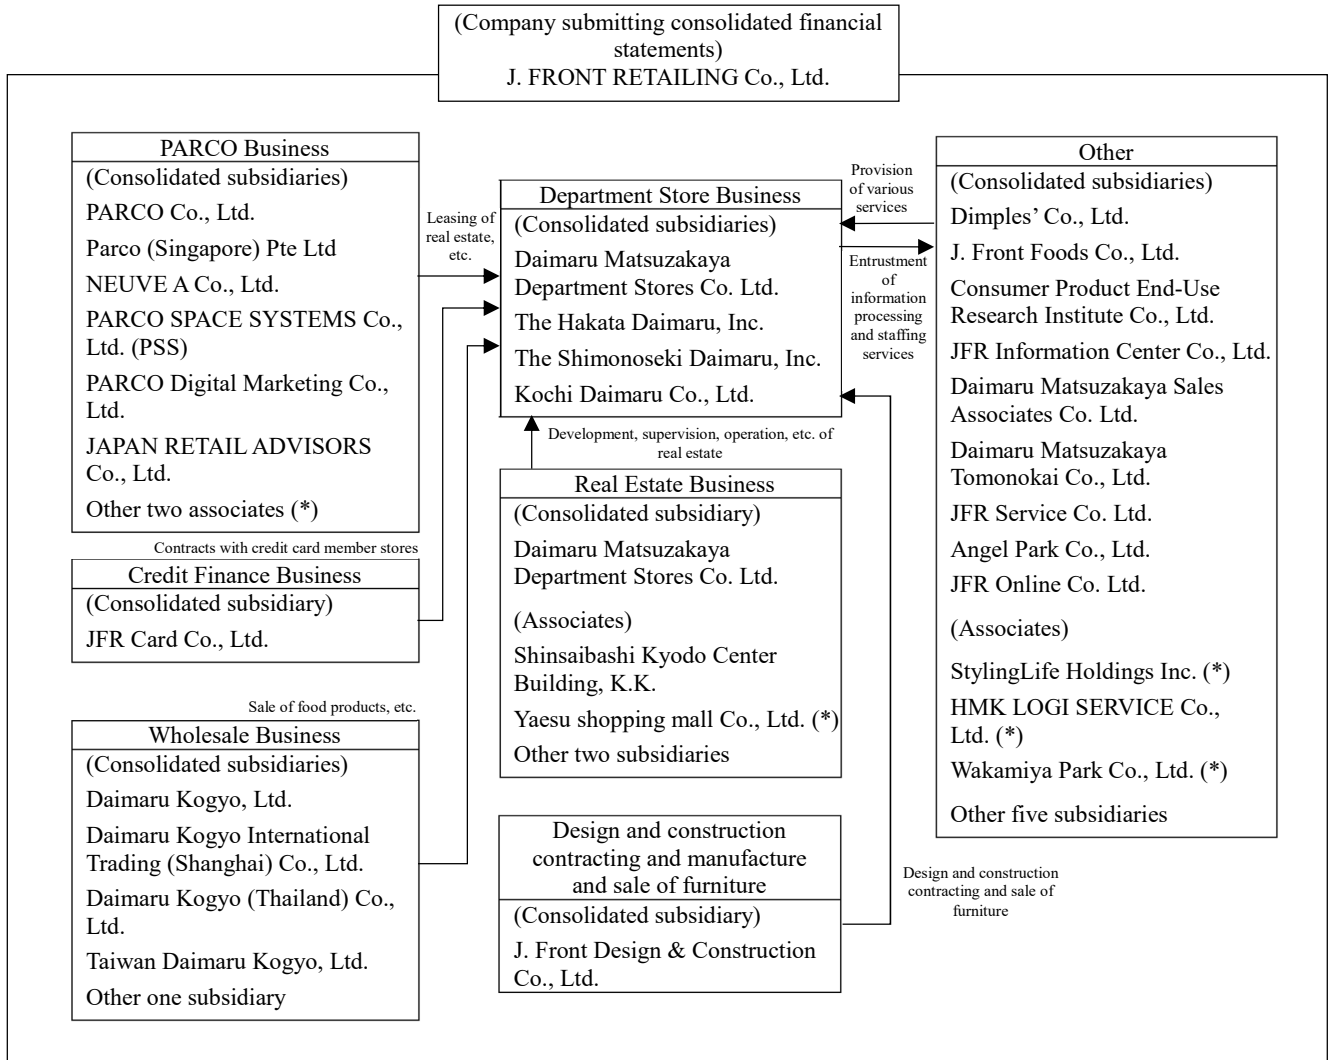 (Company submitting consolidated financial
statements)
J. FRONT RETAILING Co., Ltd.
PARCO Business
(Consolidated subsidiaries)
PARCO Co., Ltd.
Parco (Singapore) Pte Ltd
NEUVE A Co., Ltd.
PARCO SPACE SYSTEMS Co.,
Ltd. (PSS)
PARCO Digital Marketing Co.,
Ltd.
JAPAN RETAIL ADVISORS
Co., Ltd.
Other two associates (*)
Leasing of
real estate,
etc.
Contracts with credit card member stores
Credit Finance Business
(Consolidated subsidiary)
JFR Card Co., Ltd.
Sale of food products, etc.
Wholesale Business
(Consolidated subsidiaries)
Daimaru Kogyo, Ltd.
Daimaru Kogyo International
Trading (Shanghai) Co., Ltd.
Daimaru Kogyo (Thailand) Co.,
Ltd.
Taiwan Daimaru Kogyo, Ltd.
Other one subsidiary
Department Store Business
(Consolidated subsidiaries)
Daimaru Matsuzakaya
Department Stores Co. Ltd.
The Hakata Daimaru, Inc.
The Shimonoseki Daimaru, Inc.
Kochi Daimaru Co., Ltd.
Development, supervision, operation, etc. of
real estate
Real Estate Business
(Consolidated subsidiary)
Daimaru Matsuzakaya
Department Stores Co. Ltd.
(Associates)
Shinsaibashi Kyodo Center
Building, K.K.
Yaesu shopping mall Co., Ltd. (*)
Other two subsidiaries
Design and construction
contracting and manufacture
and sale of furniture
(Consolidated subsidiary)
J. Front Design & Construction
Co., Ltd.
Provision
of various
services
Entrustment
of
information
processing
and staffing
services
Design and construction
contracting and sale of
furniture
Other
(Consolidated subsidiaries)
Dimples’ Co., Ltd.
J. Front Foods Co., Ltd.
Consumer Product End-Use
Research Institute Co., Ltd.
JFR Information Center Co., Ltd.
Daimaru Matsuzakaya Sales
Associates Co. Ltd.
Daimaru Matsuzakaya
Tomonokai Co., Ltd.
JFR Service Co. Ltd.
Angel Park Co., Ltd.
JFR Online Co. Ltd.
(Associates)
StylingLife Holdings Inc. (*)
HMK LOGI SERVICE Co.,
Ltd. (*)
Wakamiya Park Co., Ltd. (*)
Other five subsidiaries